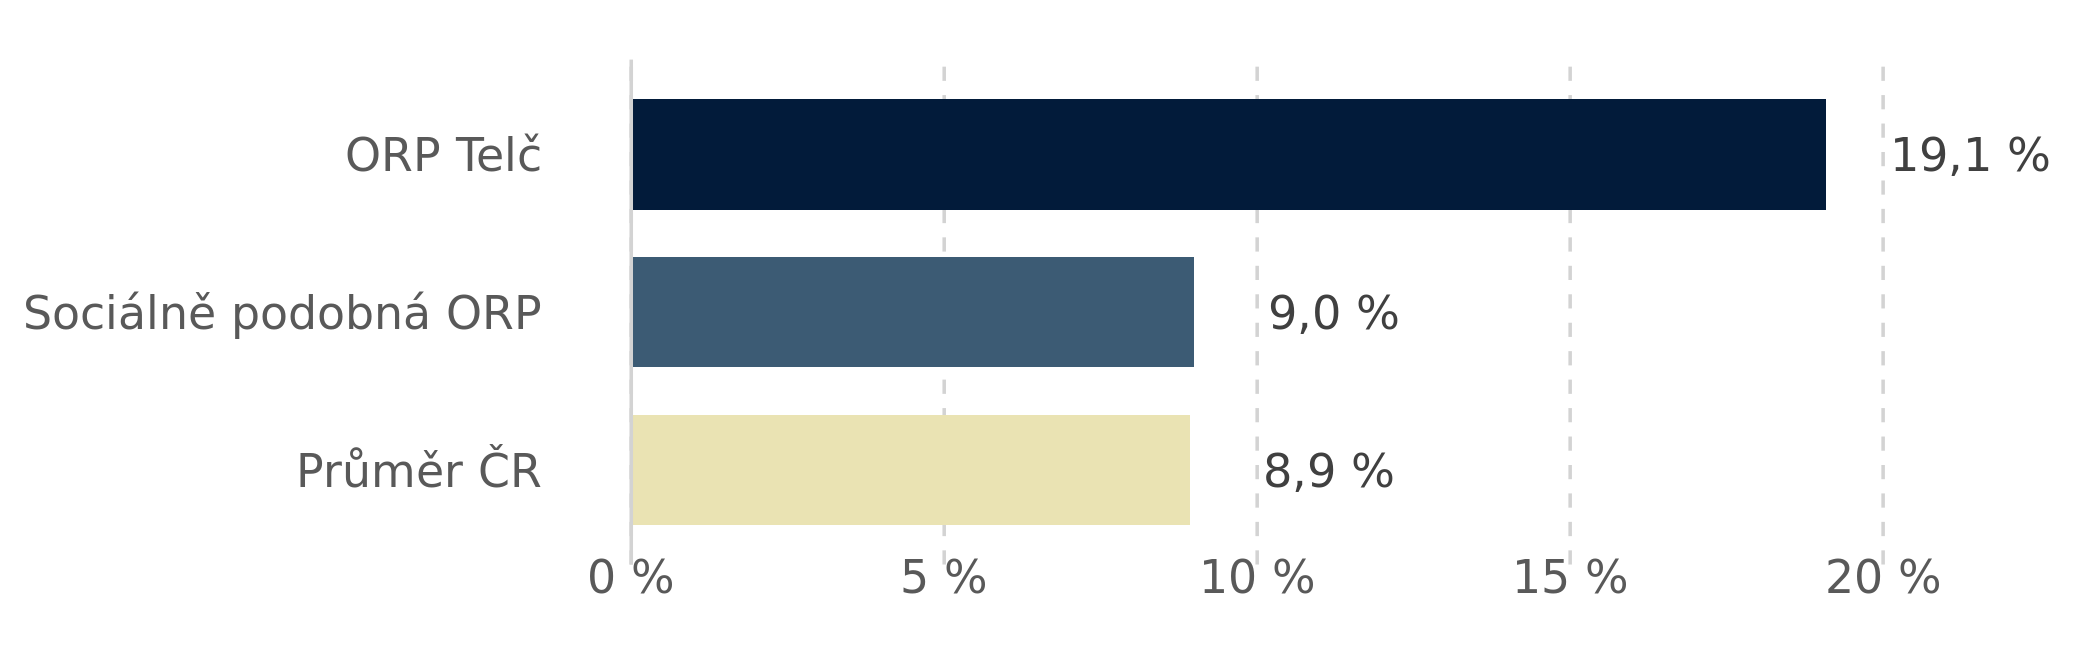 ORP Telč
19,1 %
Sociálně podobná ORP
9,0 %
Průměr ČR
8,9 %
0 %
5 %
10 %
15 %
20 %